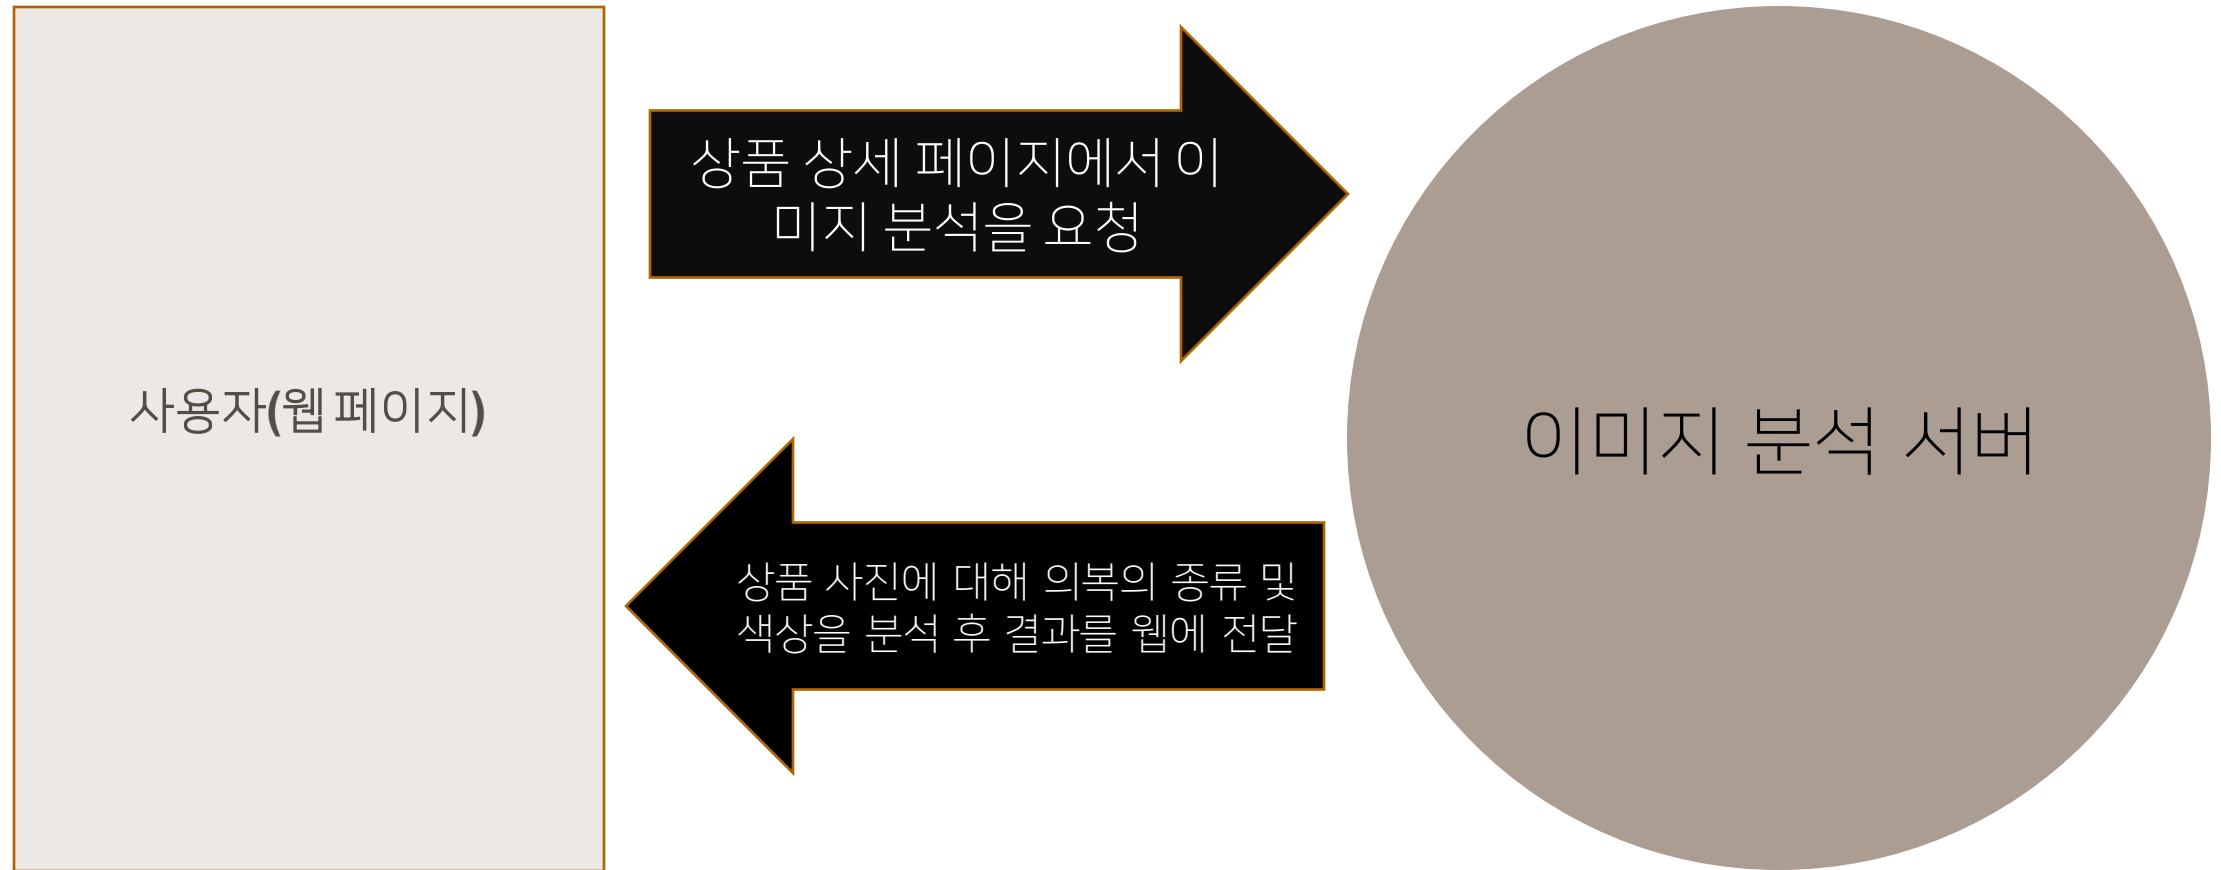 사용자(웹 페이지)
상품 상세 페이지에서 이
미지 분석을 요청
상품 사진에 대해 의복의 종류 및
색상을 분석 후 결과를 웹에 전달
이미지 분석 서버